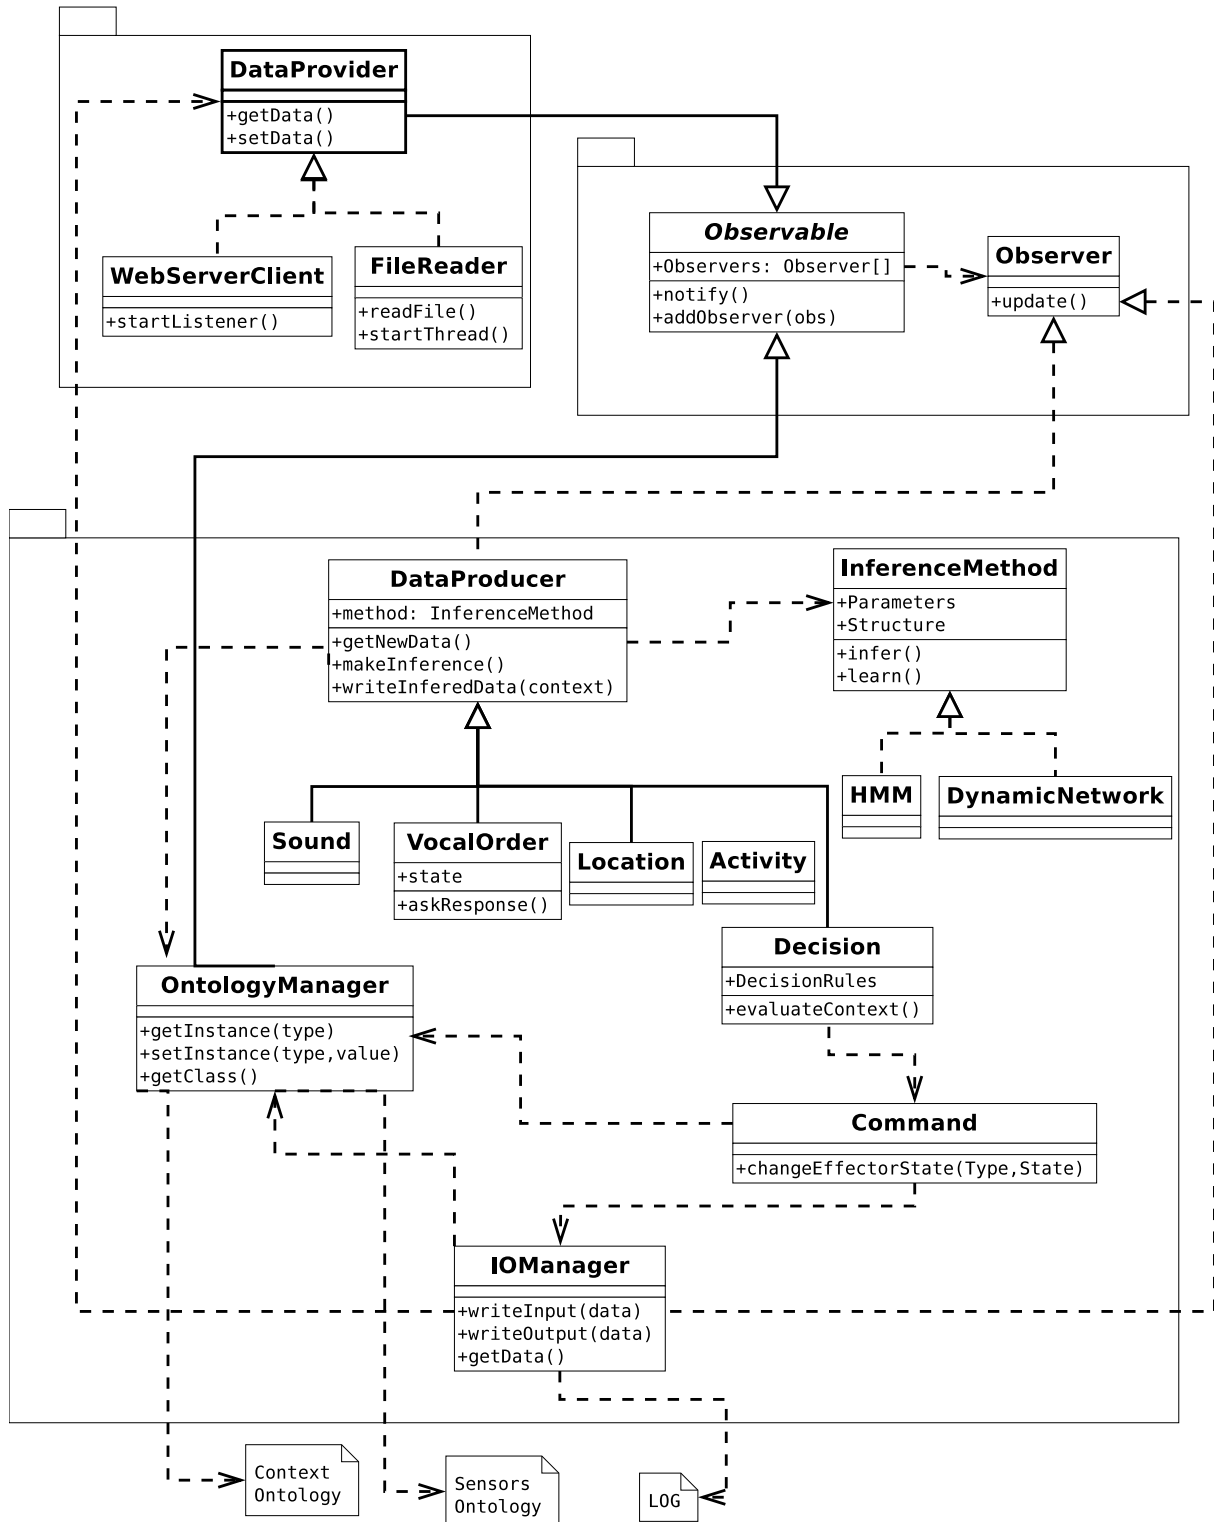 DataProvider
+getData()
+setData()
WebServerClient
+startListener()
FileReader
+readFile()
+startThread()
Observable
+Observers: Observer[]
+notify()
+addObserver(obs)
Observer
+update()
DataProducer
+method: InferenceMethod
+getNewData()
+makeInference()
+writeInferedData(context)
InferenceMethod
+Parameters
+Structure
+infer()
+learn()
HMM
DynamicNetwork
Sound
VocalOrder
+state
+askResponse()
Location
Activity
Decision
+DecisionRules
+evaluateContext()
OntologyManager
+getInstance(type)
+setInstance(type,value)
+getClass()
Command
+changeEffectorState(Type,State)
IOManager
+writeInput(data)
+writeOutput(data)
+getData()
Context
Ontology
Sensors
Ontology
LOG